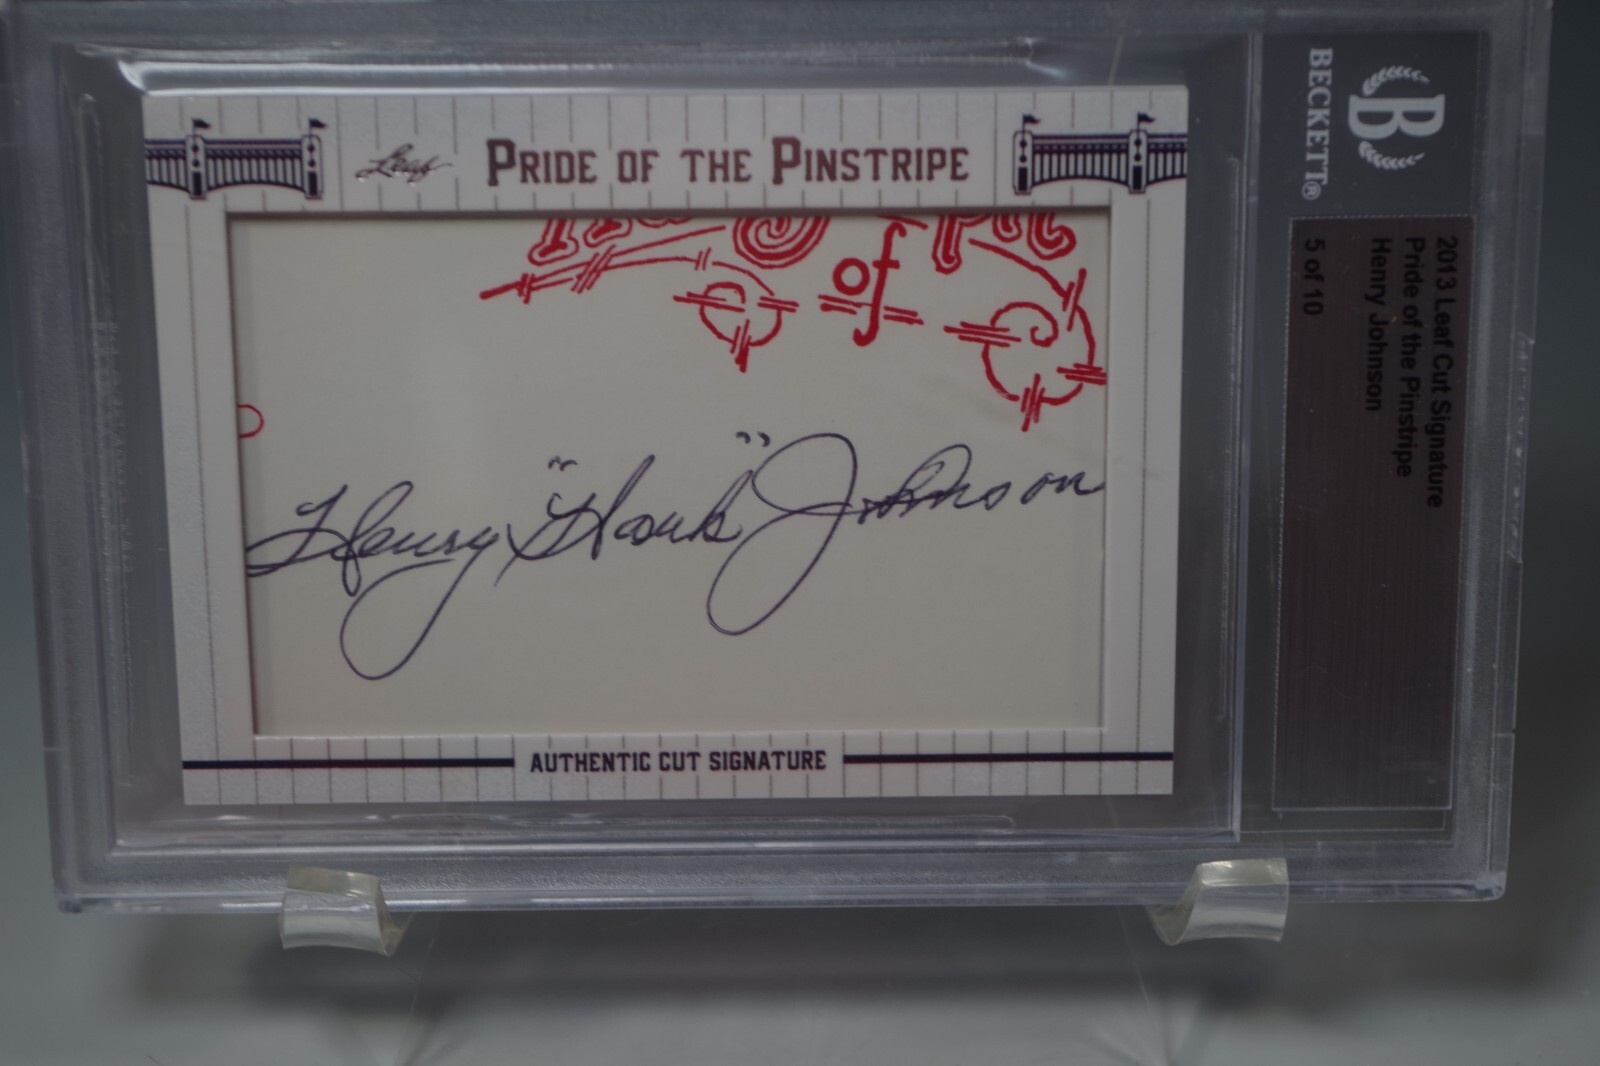 Leaf PRIDE OF THE PINSTRIPE
of
Henry "Hank" Johnson
AUTHENTIC CUT SIGNATURE
B
BECKETT®
2013 Leaf Cut Signature
Pride of the Pinstripe
Henry Johnson
5 of 10